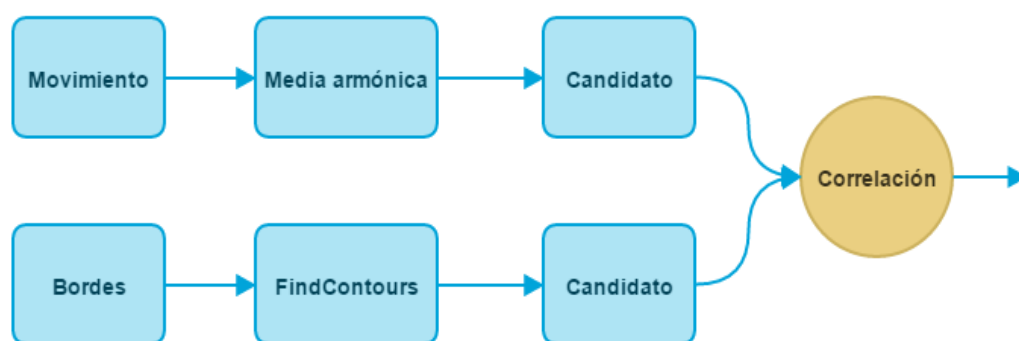 Movimiento
Media armónica
Candidato
Correlación
Bordes
FindContours
Candidato